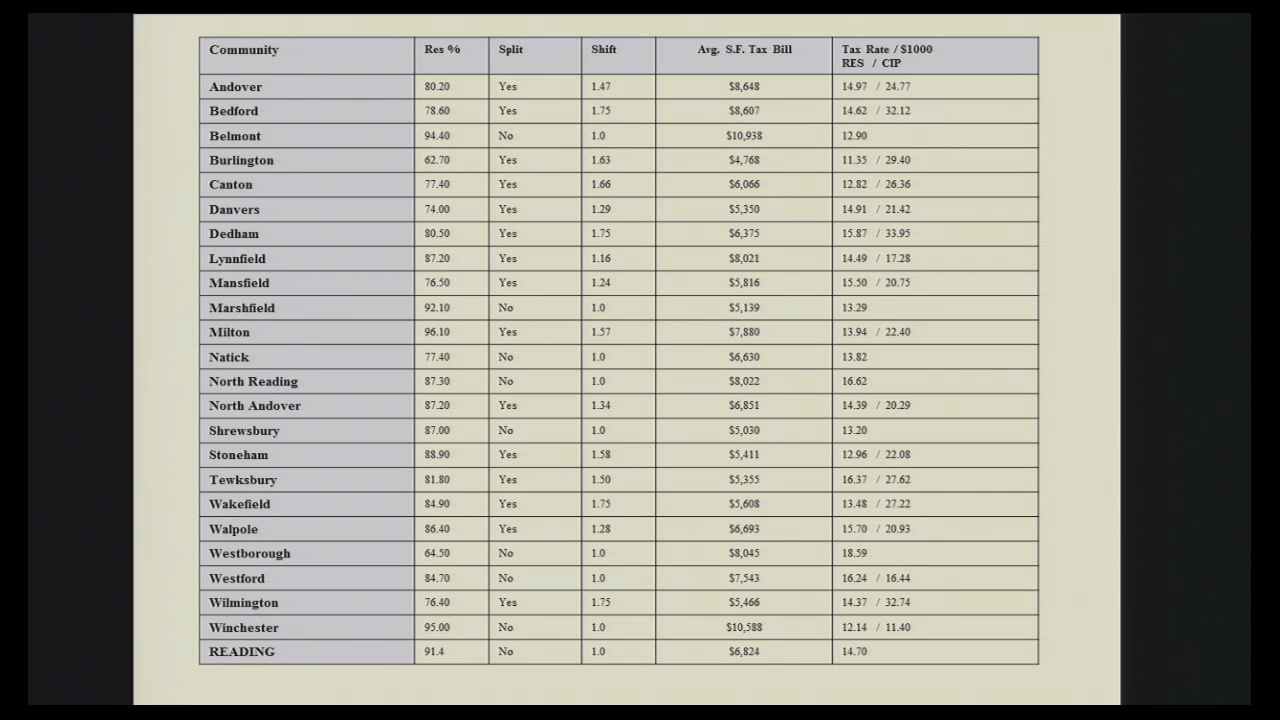 Community Res % Split Shift Avg. S.F. Tax Bill Tax Rate / $1000
RES / CIP
Andover 80.20 Yes 1.47 $8,648 14.97 / 24.77
Bedford 78.60 Yes 1.75 $8,607 14.62 / 32.12
Belmont 94.40 No 1.0 $10,938 12.90
Burlington 62.70 Yes 1.63 $4,768 11.35 / 29.40
Canton 77.40 Yes 1.66 $6,066 12.82 / 26.36
Danvers 74.00 Yes 1.29 $5,350 14.91 / 21.42
Dedham 80.50 Yes 1.75 $6,375 15.87 / 33.95
Lynnfield 87.20 Yes 1.16 $8,021 14.49 / 17.28
Mansfield 76.50 Yes 1.24 $5,816 15.50 / 20.75
Marshfield 92.10 No 1.0 $5,139 13.29
Milton 96.10 Yes 1.57 $7,880 13.94 / 22.40
Natick 77.40 No 1.0 $6,630 13.82
North Reading 87.30 No 1.0 $8,022 16.62
North Andover 87.20 Yes 1.34 $6,851 14.39 / 20.29
Shrewsbury 87.00 No 1.0 $5,030 13.20
Stoneham 88.90 Yes 1.58 $5,411 12.96 / 22.08
Tewksbury 81.80 Yes 1.50 $5,355 16.37 / 27.62
Wakefield 84.90 Yes 1.75 $5,608 13.48 / 27.22
Walpole 86.40 Yes 1.28 $6,693 15.70 / 20.93
Westborough 64.50 No 1.0 $8,045 18.59
Westford 84.70 No 1.0 $7,543 16.24 / 16.44
Wilmington 76.40 Yes 1.75 $5,466 14.37 / 32.74
Winchester 95.00 No 1.0 $10,588 12.14 / 11.40
READING 91.4 No 1.0 $6,824 14.70